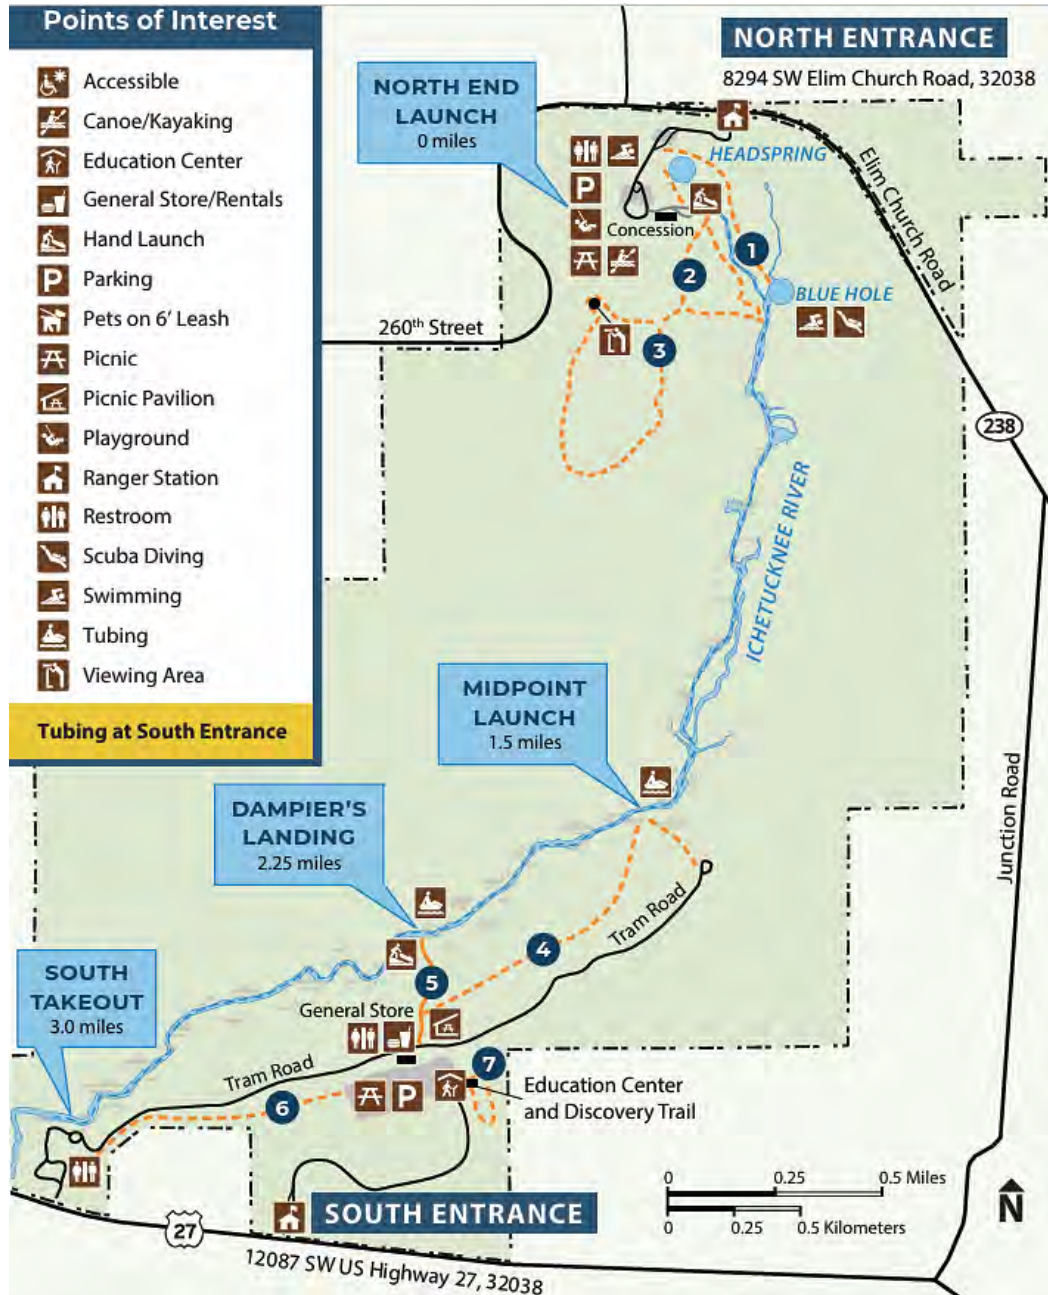 Points of Interest
Accessible
Canoe/Kayaking
Education Center
General Store/Rentals
Hand Launch
Parking
Pets on 6' Leash
Picnic
Picnic Pavilion
Playground
Ranger Station
Restroom
Scuba Diving
Swimming
Tubing
Viewing Area
Tubing at South Entrance
NORTH ENTRANCE
8294 SW Elim Church Road, 32038
NORTH END
LAUNCH
0 miles
HEADSPRING
Elim Church Road
P
Concession
1
2
BLUE HOLE
260th Street
3
238
ICHETUCKNEE RIVER
MIDPOINT
LAUNCH
1.5 miles
DAMPIER'S
LANDING
2.25 miles
Junction Road
Tram Road
4
SOUTH
TAKEOUT
3.0 miles
5
General Store
Tram Road
7
Education Center
and Discovery Trail
P
6
0 0.25 0.5 Miles
0 0.25 0.5 Kilometers
N
SOUTH ENTRANCE
27
12087 SW US Highway 27, 32038
P